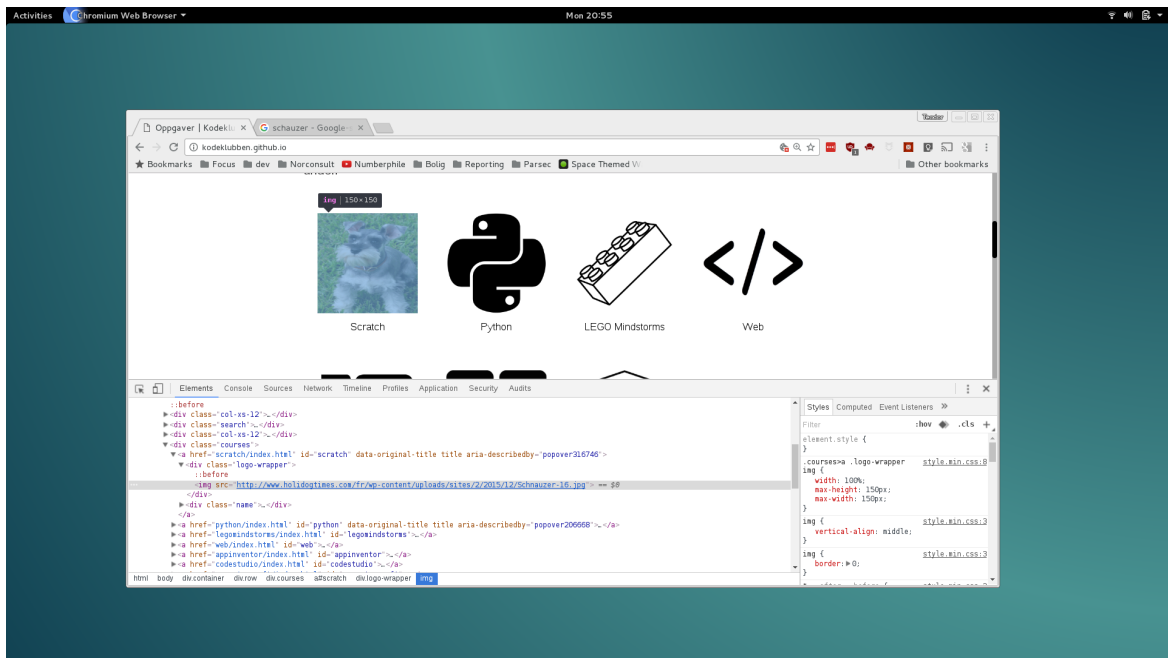 Activities Chromium Web Browser Mon 20:55
Oppgaver | Kodeklu × schauzer - Google- ×
kodeklubben.github.io
Bookmarks Focus dev Norconsult Numberphile Bolig Reporting Parsec Space Themed W Other bookmarks
img | 150×150
Scratch Python LEGO Mindstorms Web
Elements Console Sources Network Timeline Profiles Application Security Audits
::before
▶<div class="col-xs-12">…</div>
▶<div class="search">…</div>
▶<div class="col-xs-12">…</div>
▼<div class="courses">
▼<a href="scratch/index.html" id="scratch" data-original-title title aria-describedby="popover316746">
▼<div class="logo-wrapper">
::before
<img src="http://www.holidogtimes.com/fr/wp-content/uploads/sites/2/2015/12/Schnauzer-16.jpg"> == $0
</div>
▶<div class="name">…</div>
</a>
▶<a href="python/index.html" id="python" data-original-title title aria-describedby="popover206668">…</a>
▶<a href="legomindstorms/index.html" id="legomindstorms">…</a>
▶<a href="web/index.html" id="web">…</a>
▶<a href="appinventor/index.html" id="appinventor">…</a>
▶<a href="codestudio/index.html" id="codestudio">…</a>
html body div.container div.row div.courses a#scratch div.logo-wrapper img
Styles Computed Event Listeners »
Filter :hov .cls +
element.style {
}
.courses>a .logo-wrapper style.min.css:8
img {
width: 100%;
max-height: 150px;
max-width: 150px;
}
img { style.min.css:3
vertical-align: middle;
}
img { style.min.css:3
border:▶0;
}